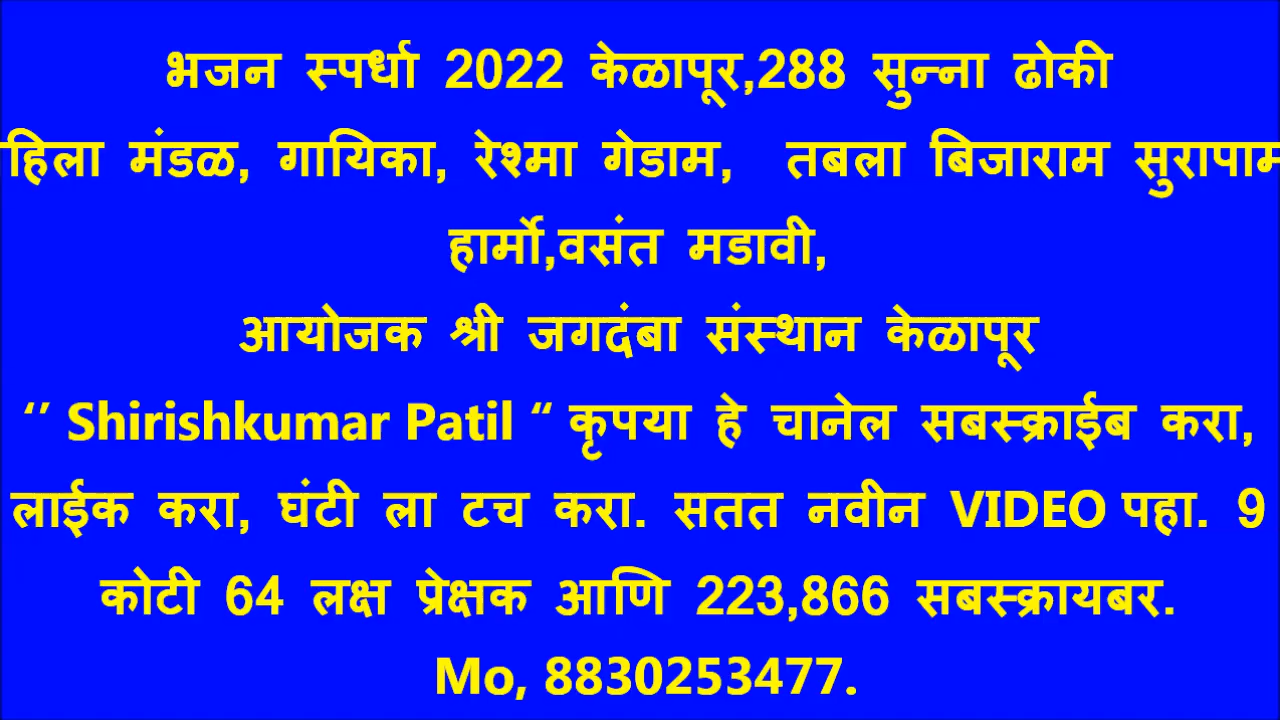 भजन स्पर्धा 2022 केळापूर,288 सुन्ना ढोकी
हिला मंडळ, गायिका, रेश्मा गेडाम, तबला बिजाराम सुरापाम
हार्मो,वसंत मडावी,
आयोजक श्री जगदंबा संस्थान केळापूर
‘’ Shirishkumar Patil “ कृपया हे चानेल सबस्क्राईब करा,
लाईक करा, घंटी ला टच करा. सतत नवीन VIDEO पहा. 9
कोटी 64 लक्ष प्रेक्षक आणि 223,866 सबस्क्रायबर.
Mo, 8830253477.